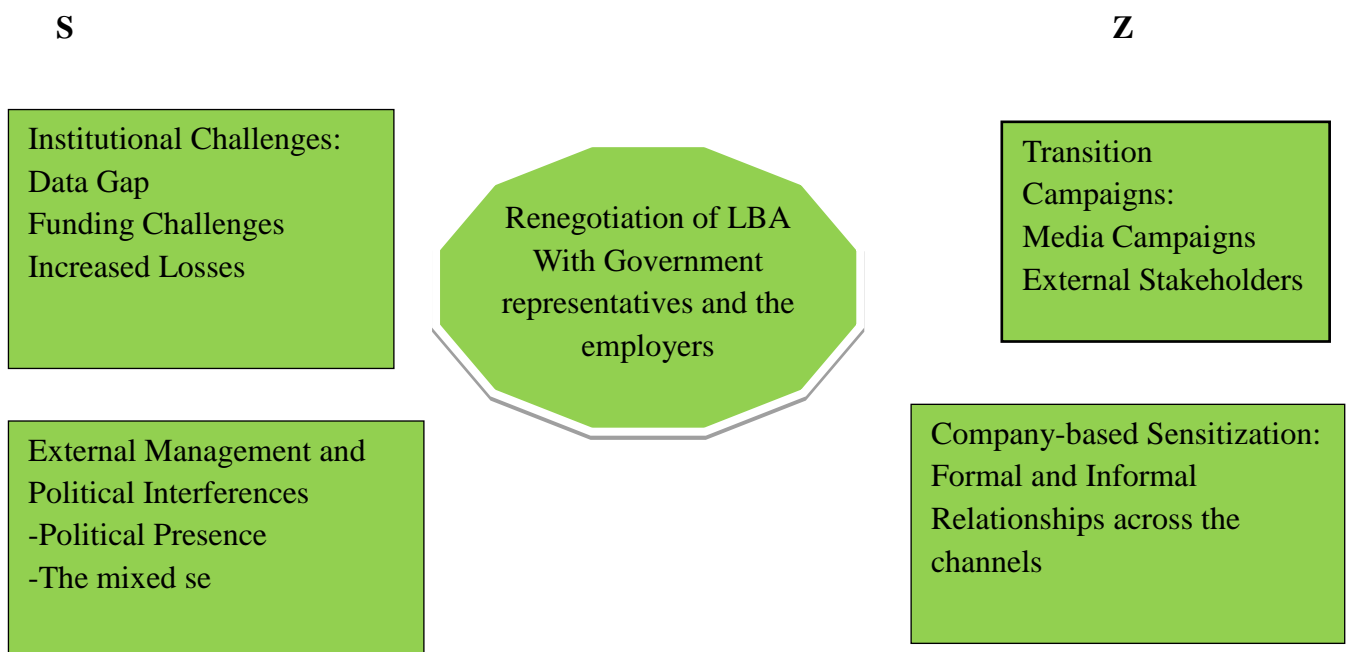 S
Z
Institutional Challenges:
Data Gap
Funding Challenges
Increased Losses
Renegotiation of LBA
With Government
representatives and the
employers
Transition
Campaigns:
Media Campaigns
External Stakeholders
External Management and
Political Interferences
-Political Presence
-The mixed se
Company-based Sensitization:
Formal and Informal
Relationships across the
channels